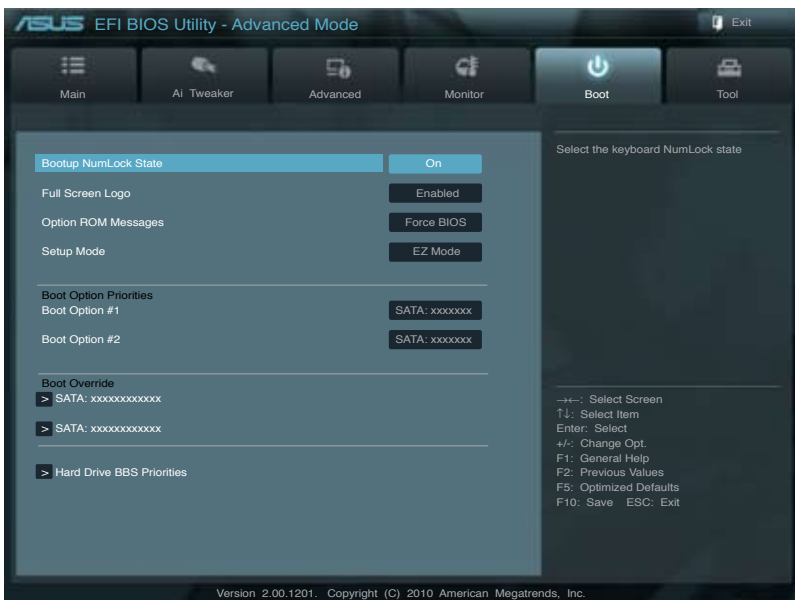 ASUS EFI BIOS Utility - Advanced Mode
Exit
Main
Ai Tweaker
Advanced
Monitor
Boot
Tool
Bootup NumLock State On
Full Screen Logo Enabled
Option ROM Messages Force BIOS
Setup Mode EZ Mode
Boot Option Priorities
Boot Option #1 SATA: xxxxxxx
Boot Option #2 SATA: xxxxxxx
Boot Override
> SATA: xxxxxxxxxxxx
> SATA: xxxxxxxxxxxx
> Hard Drive BBS Priorities
Select the keyboard NumLock state
→←: Select Screen
↑↓: Select Item
Enter: Select
+/-: Change Opt.
F1: General Help
F2: Previous Values
F5: Optimized Defaults
F10: Save ESC: Exit
Version 2.00.1201. Copyright (C) 2010 American Megatrends, Inc.